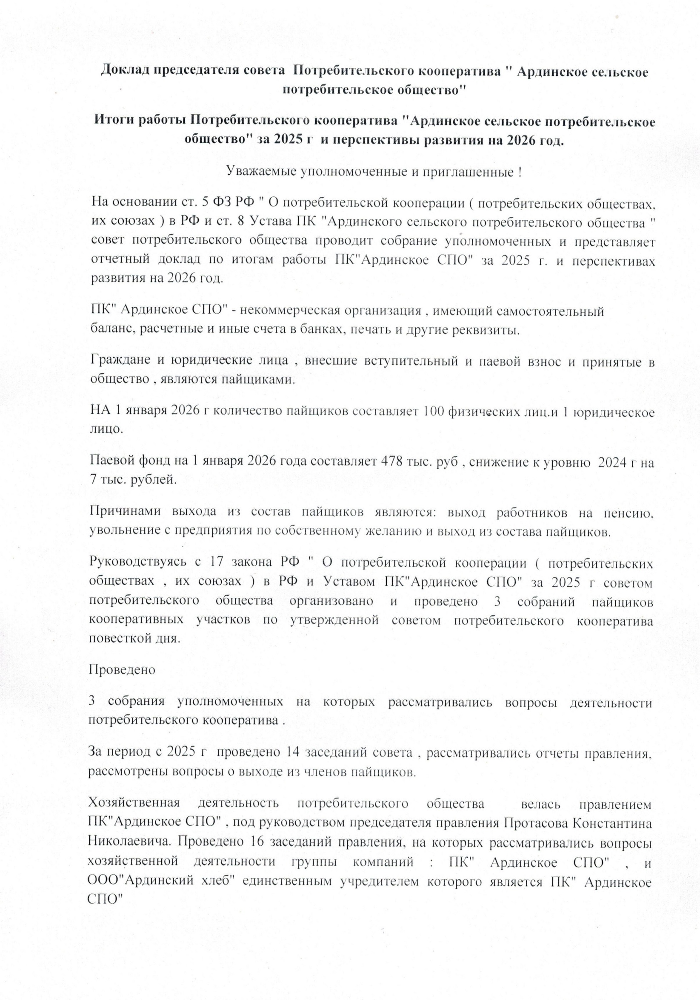 Доклад председателя совета  Потребительского кооператива " Ардинское сельское
потребительское общество"
Итоги работы Потребительского кооператива "Ардинское сельское потребительское
общество" за 2025 г  и перспективы развития на 2026 год.
Уважаемые уполномоченные и приглашенные !
На основании ст. 5 ФЗ РФ " О потребительской кооперации ( потребительских обществах,
их союзах ) в РФ и ст. 8 Устава ПК "Ардинского сельского потребительского общества "
совет потребительского общества проводит собрание уполномоченных и представляет
отчетный доклад по итогам работы ПК"Ардинское СПО" за 2025 г. и перспективах
развития на 2026 год.
ПК" Ардинское СПО" - некоммерческая организация , имеющий самостоятельный
баланс, расчетные и иные счета в банках, печать и другие реквизиты.
Граждане и юридические лица , внесшие вступительный и паевой взнос и принятые в
общество , являются пайщиками.
НА 1 января 2026 г количество пайщиков составляет 100 физических лиц.и 1 юридическое
лицо.
Паевой фонд на 1 января 2026 года составляет 478 тыс. руб , снижение к уровню  2024 г на
7 тыс. рублей.
Причинами выхода из состав пайщиков являются: выход работников на пенсию,
увольнение с предприятия по собственному желанию и выход из состава пайщиков.
Руководствуясь с 17 закона РФ " О потребительской кооперации ( потребительских
обществах , их союзах ) в РФ и Уставом ПК"Ардинское СПО" за 2025 г советом
потребительского общества организовано и проведено 3 собраний пайщиков
кооперативных участков по утвержденной советом потребительского кооператива
повесткой дня.
Проведено
3 собрания уполномоченных на которых рассматривались вопросы деятельности
потребительского кооператива .
За период с 2025 г  проведено 14 заседаний совета , рассматривались отчеты правления,
рассмотрены вопросы о выходе из членов пайщиков.
Хозяйственная деятельность потребительского общества  велась правлением
ПК"Ардинское СПО" , под руководством председателя правления Протасова Константина
Николаевича. Проведено 16 заседаний правления, на которых рассматривались вопросы
хозяйственной деятельности группы компаний : ПК" Ардинское СПО" , и
ООО"Ардинский хлеб" единственным учредителем которого является ПК" Ардинское
СПО"